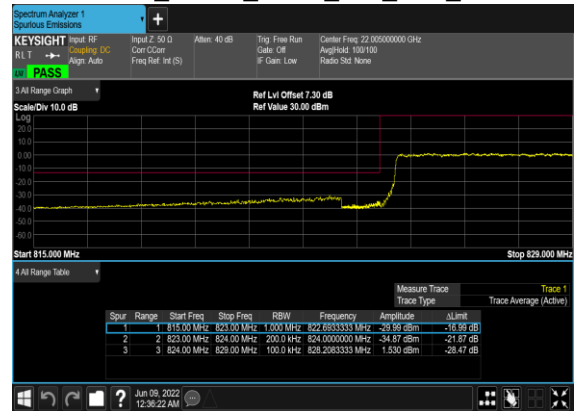 Spectrum Analyzer 1
Spurious Emissions
KEYSIGHT Input: RF
RLT Coupling: DC
Align: Auto
Input Z: 50 Ω
Corr CCorr
Freq Ref: Int (S)
Atten: 40 dB
Trig: Free Run
Gate: Off
IF Gain: Low
Center Freq: 22.005000000 GHz
Avg|Hold: 100/100
Radio Std: None
PASS
3 All Range Graph
Scale/Div 10.0 dB
Ref Lvl Offset 7.30 dB
Ref Value 30.00 dBm
Log
20.0
10.0
0.00
-10.0
-20.0
-30.0
-40.0
-50.0
-60.0
Start 815.000 MHz Stop 829.000 MHz
4 All Range Table
Measure Trace Trace 1
Trace Type Trace Average (Active)
Spur Range Start Freq Stop Freq RBW Frequency Amplitude ΔLimit
1 1 815.00 MHz 823.00 MHz 1.000 MHz 822.6933333 MHz -29.99 dBm -16.99 dB
2 2 823.00 MHz 824.00 MHz 200.0 kHz 824.0000000 MHz -34.87 dBm -21.87 dB
3 3 824.00 MHz 829.00 MHz 100.0 kHz 828.2083333 MHz 1.530 dBm -28.47 dB
Jun 09, 2022
12:36:22 AM